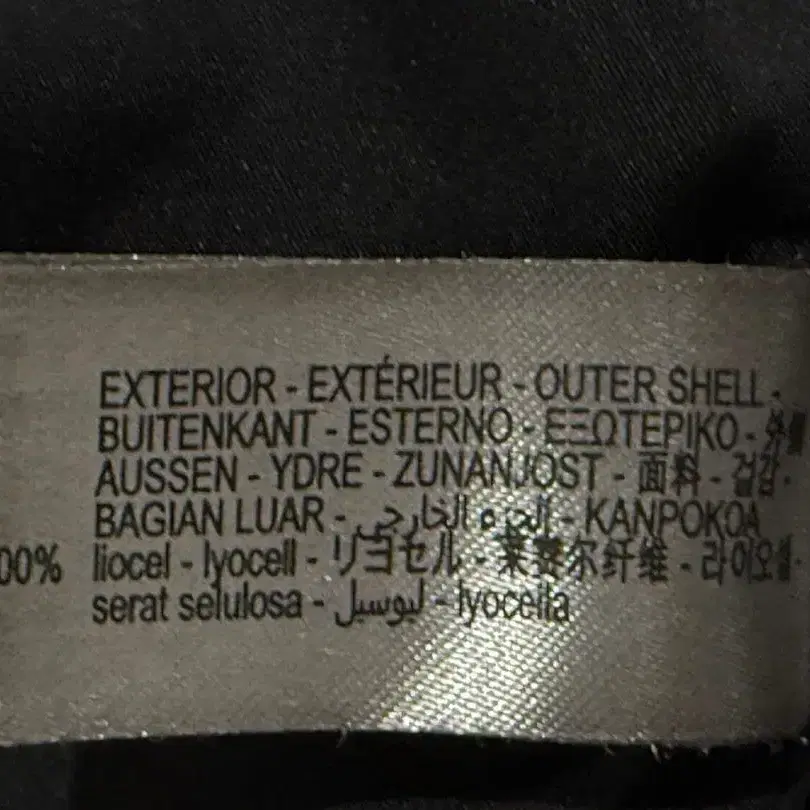 EXTERIOR - EXTÉRIEUR - OUTER SHELL -
BUITENKANT - ESTERNO - ΕΞΩΤΕΡΙΚΟ -
AUSSEN - YDRE - ZUNANJOST - 面料 - 겉감 -
BAGIAN LUAR - الجزء الخارجي - KANPOKOA
00% liocel - lyocell - リヨセル - 莱赛尔纤维 - 라이오셀 -
serat selulosa - ليوسيل - lyocella